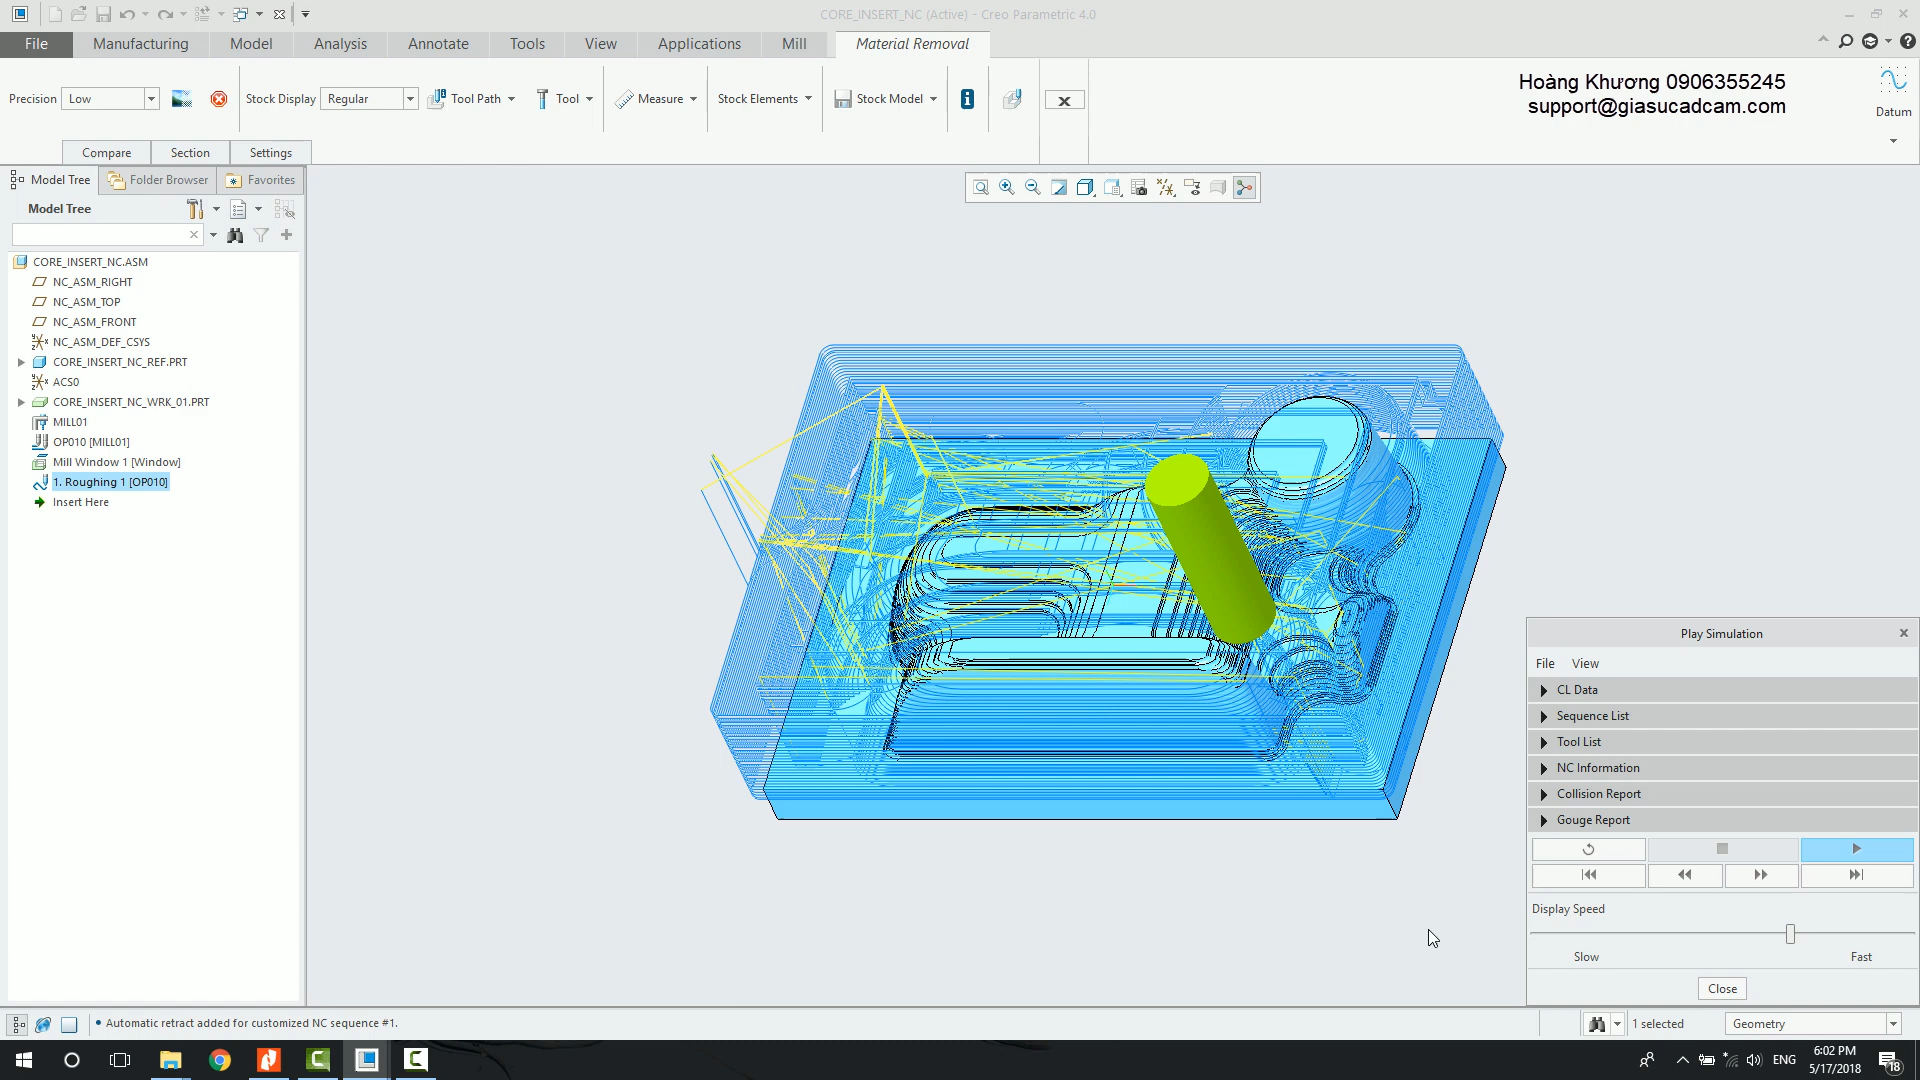 CORE_INSERT_NC (Active) - Creo Parametric 4.0
File Manufacturing Model Analysis Annotate Tools View Applications Mill Material Removal
Precision Low Stock Display Regular Tool Path Tool Measure Stock Elements Stock Model
Hoàng Khương 0906355245
support@giasucadcam.com
Datum
Compare Section Settings
Model Tree Folder Browser Favorites
Model Tree
CORE_INSERT_NC.ASM
NC_ASM_RIGHT
NC_ASM_TOP
NC_ASM_FRONT
NC_ASM_DEF_CSYS
CORE_INSERT_NC_REF.PRT
ACS0
CORE_INSERT_NC_WRK_01.PRT
MILL01
OP010 [MILL01]
Mill Window 1 [Window]
1. Roughing 1 [OP010]
Insert Here
Play Simulation
File View
CL Data
Sequence List
Tool List
NC Information
Collision Report
Gouge Report
Display Speed
Slow Fast
Close
Automatic retract added for customized NC sequence #1.
1 selected Geometry
ENG
6:02 PM
5/17/2018
18